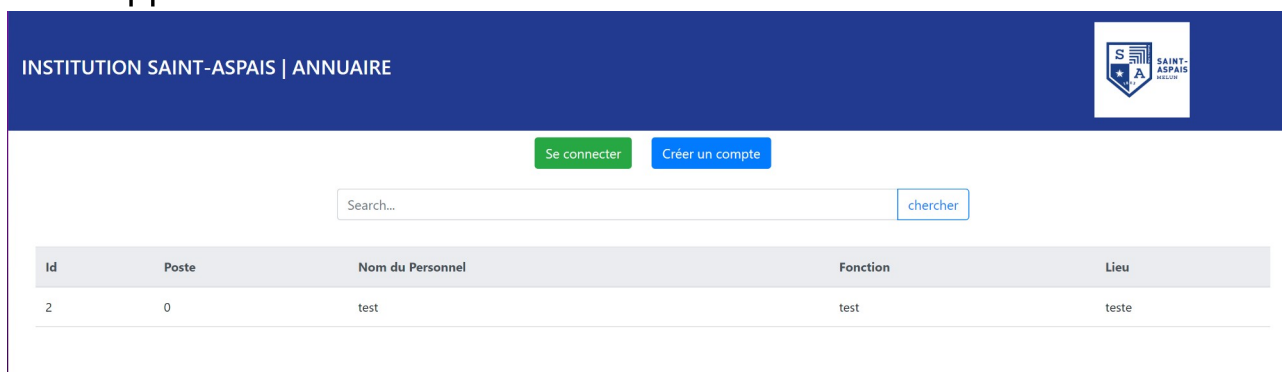 INSTITUTION SAINT-ASPAIS | ANNUAIRE
S
A
SAINT-
ASPAIS
MELUN
Se connecter Créer un compte
Search... chercher
Id Poste Nom du Personnel Fonction Lieu
2 0 test test teste